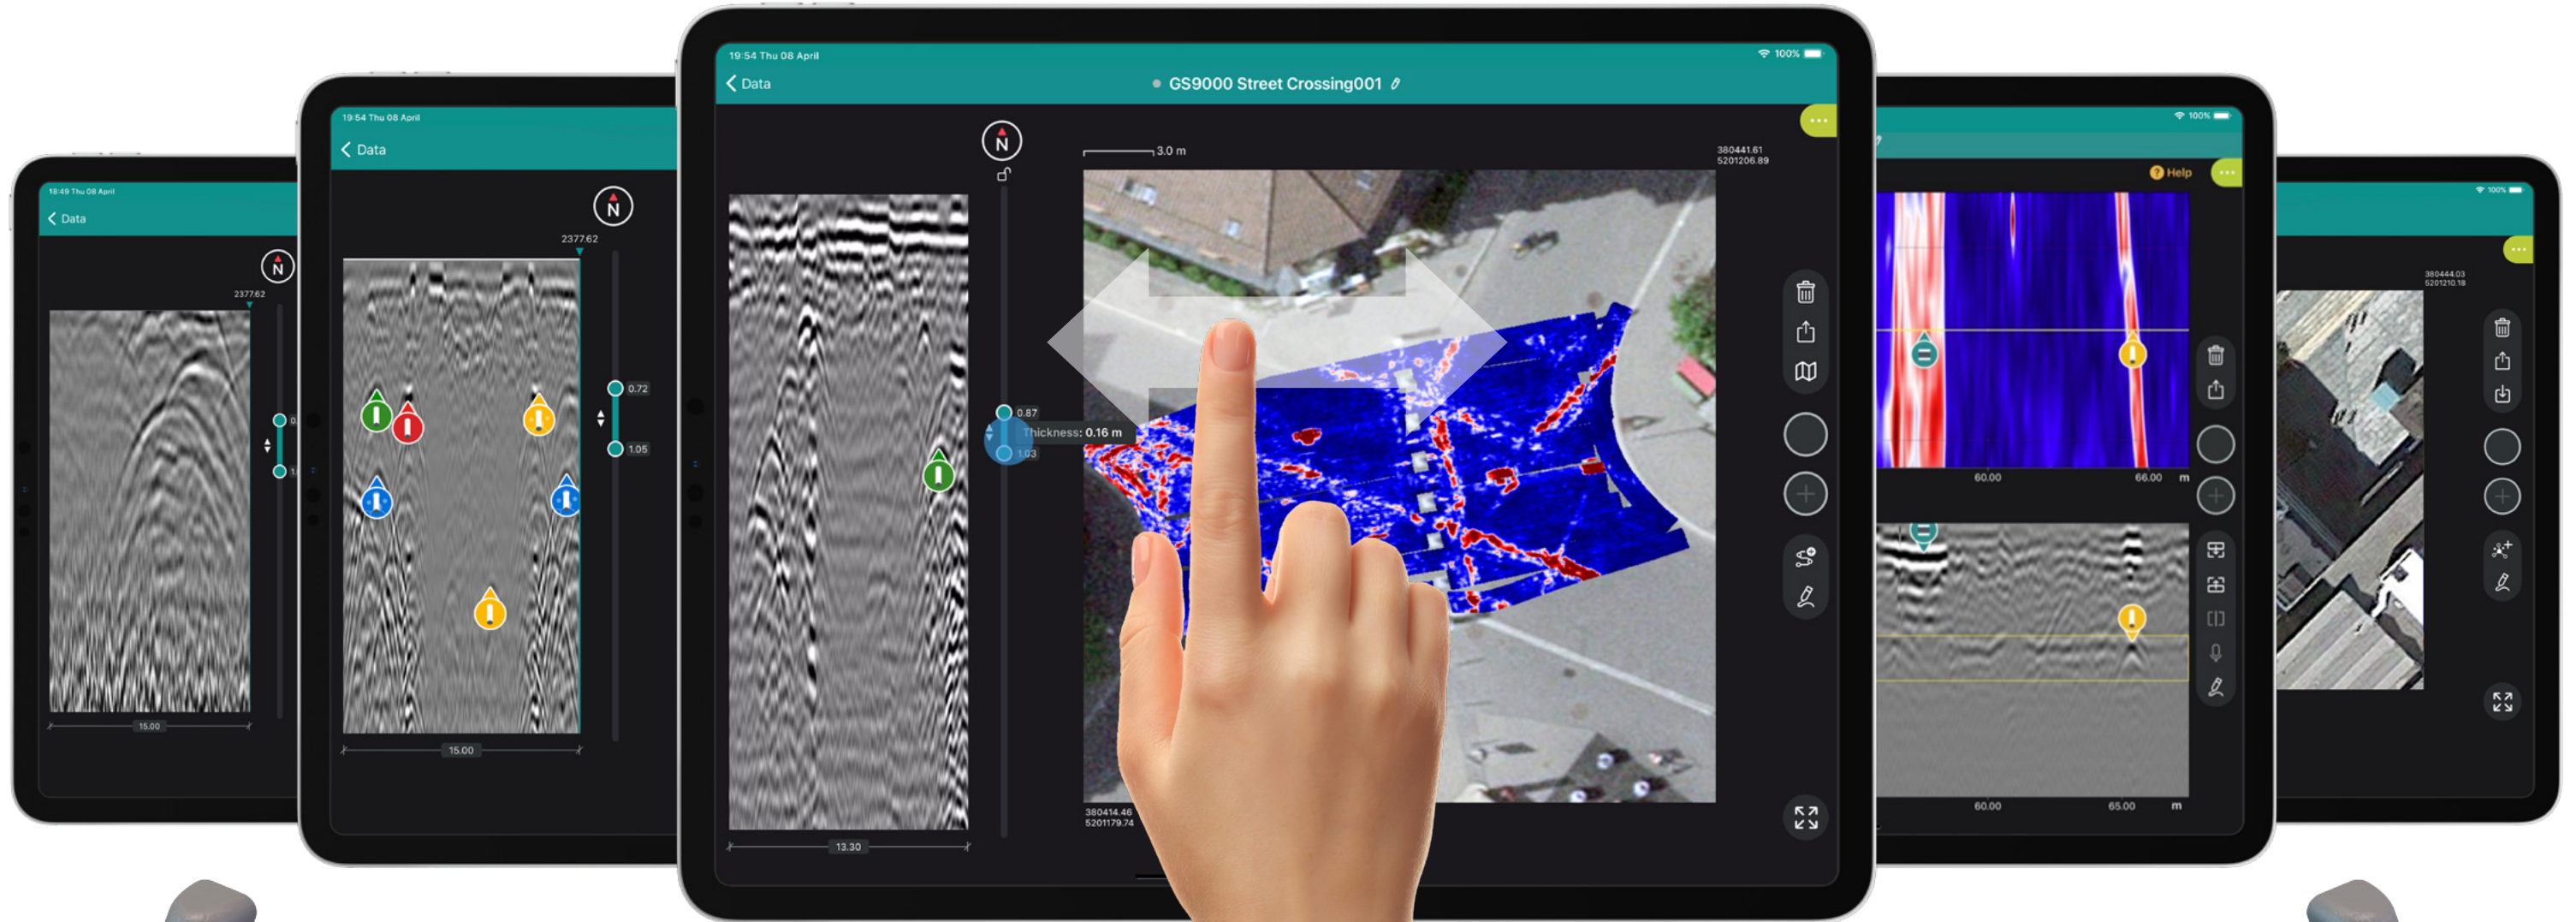 18:49 Thu 08 April
Data
N
2377.62
15.00
19:54 Thu 08 April
Data
N
2377.62
0.72
1.05
15.00
19:54 Thu 08 April
100%
Data
GS9000 Street Crossing001
N
3.0 m
380441.61
5201206.89
0.87
Thickness: 0.16 m
1.03
380414.46
5201179.74
13.30
100%
Help
60.00 66.00 m
60.00 65.00 m
100%
380444.03
5201210.18